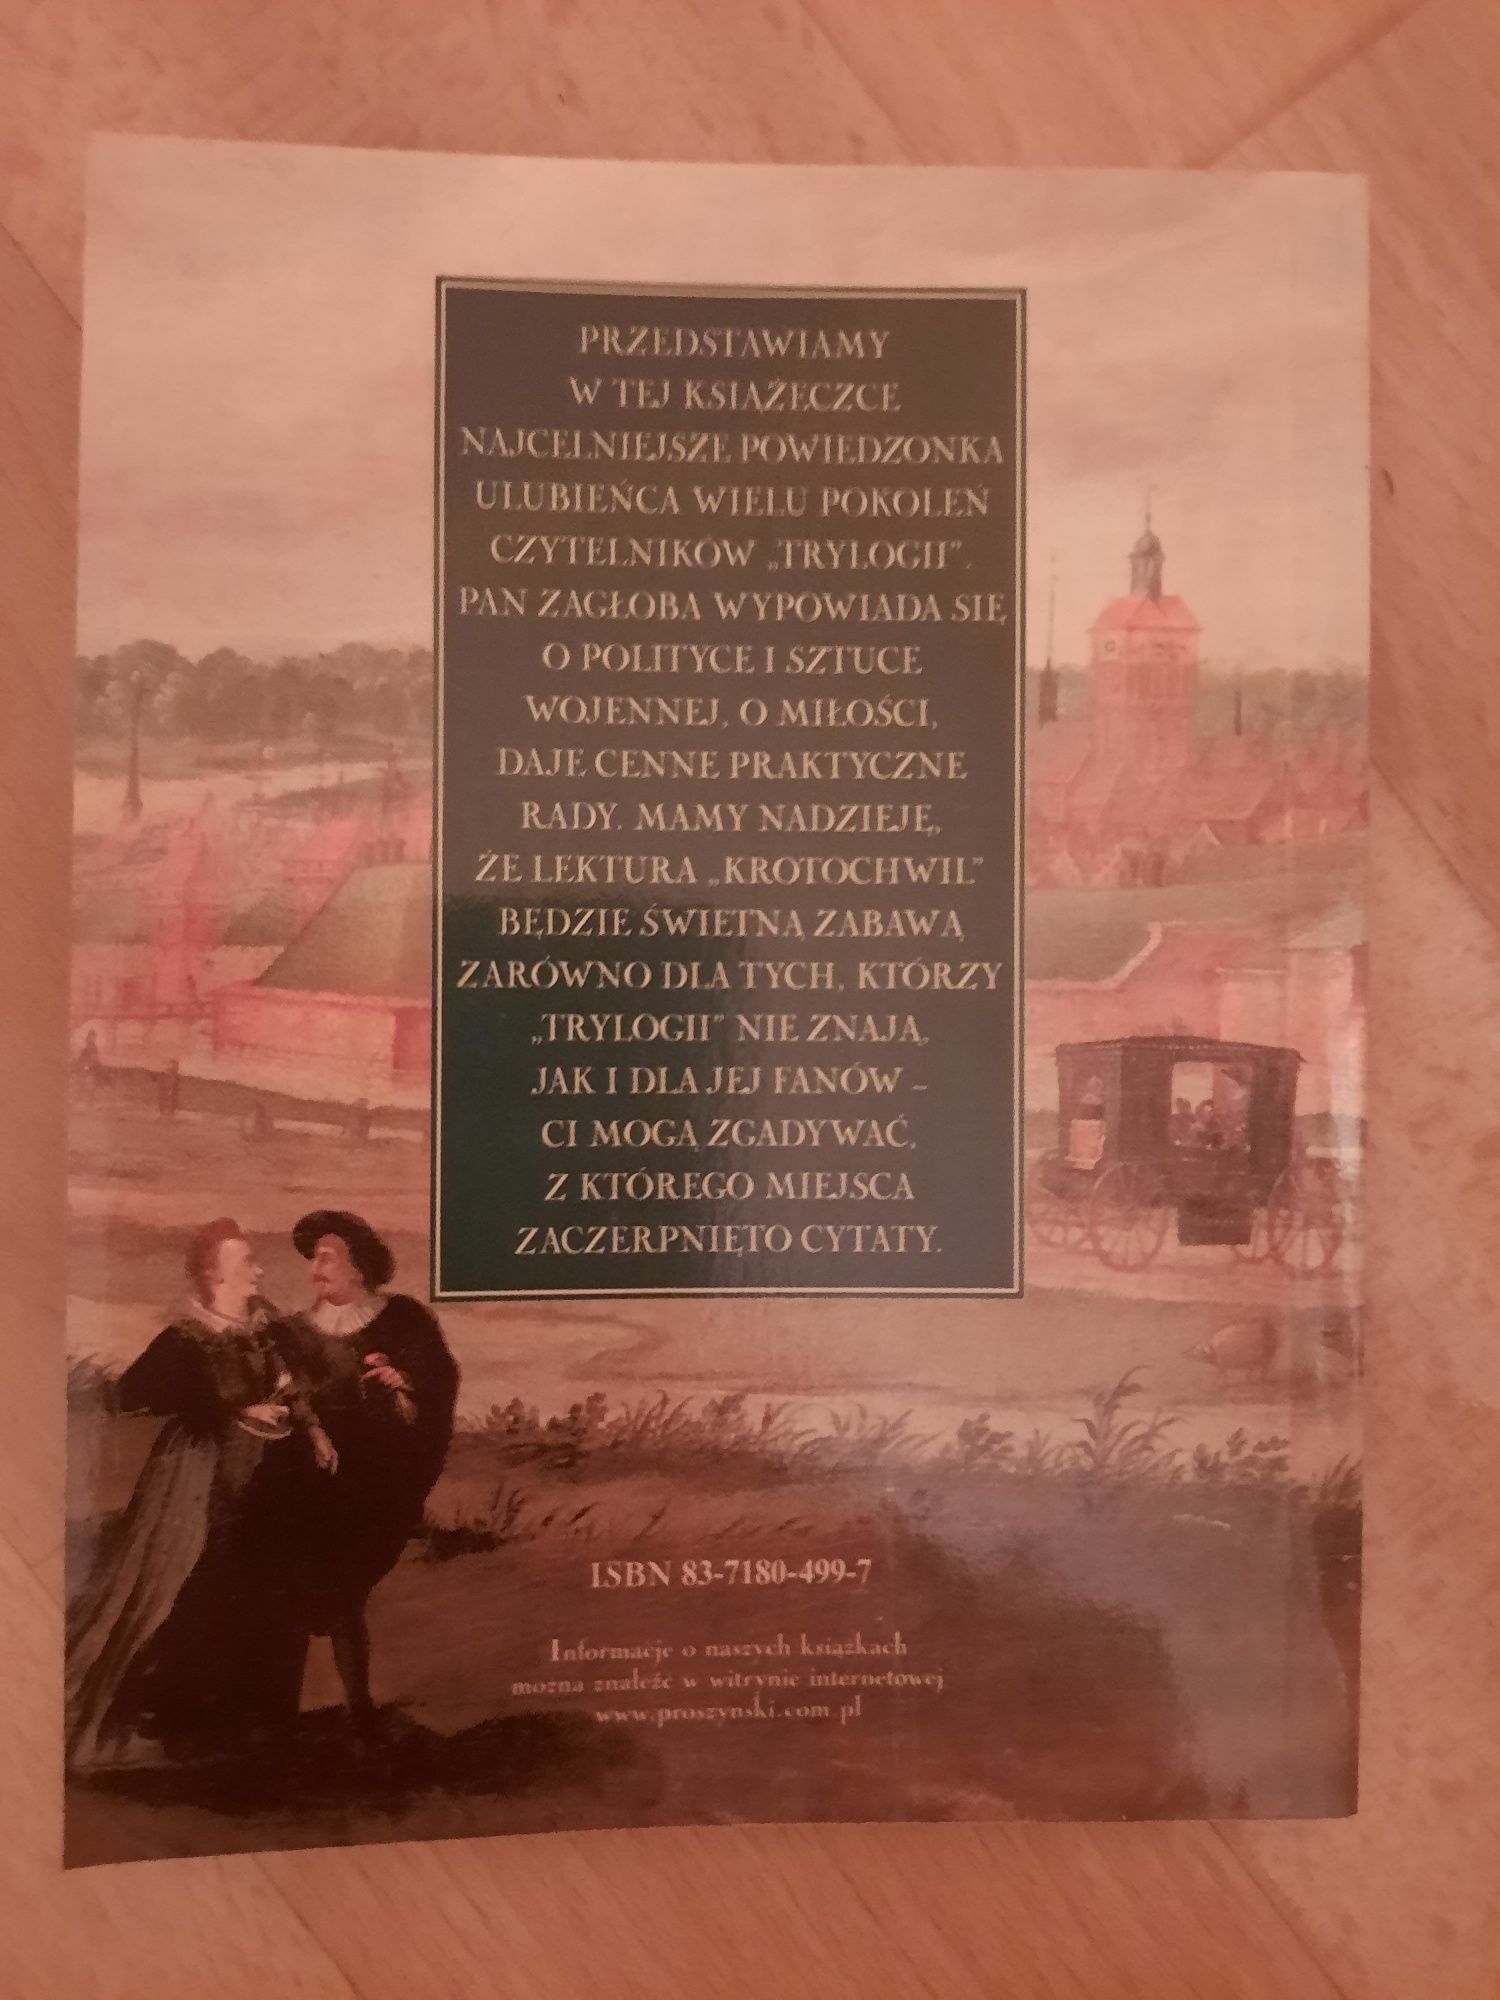 PRZEDSTAWIAMY
W TEJ KSIĄŻECZCE
NAJCELNIEJSZE POWIEDZONKA
ULUBIEŃCA WIELU POKOLEŃ
CZYTELNIKÓW „TRYLOGII”.
PAN ZAGŁOBA WYPOWIADA SIĘ
O POLITYCE I SZTUCE
WOJENNEJ, O MIŁOŚCI,
DAJE CENNE PRAKTYCZNE
RADY. MAMY NADZIEJĘ,
ŻE LEKTURA „KROTOCHWIL”
BĘDZIE ŚWIETNĄ ZABAWĄ
ZARÓWNO DLA TYCH, KTÓRZY
„TRYLOGII” NIE ZNAJĄ,
JAK I DLA JEJ FANÓW –
CI MOGĄ ZGADYWAĆ,
Z KTÓREGO MIEJSCA
ZACZERPNIĘTO CYTATY.
ISBN 83-7180-499-7
Informacje o naszych książkach
można znaleźć w witrynie internetowej
www.proszynski.com.pl